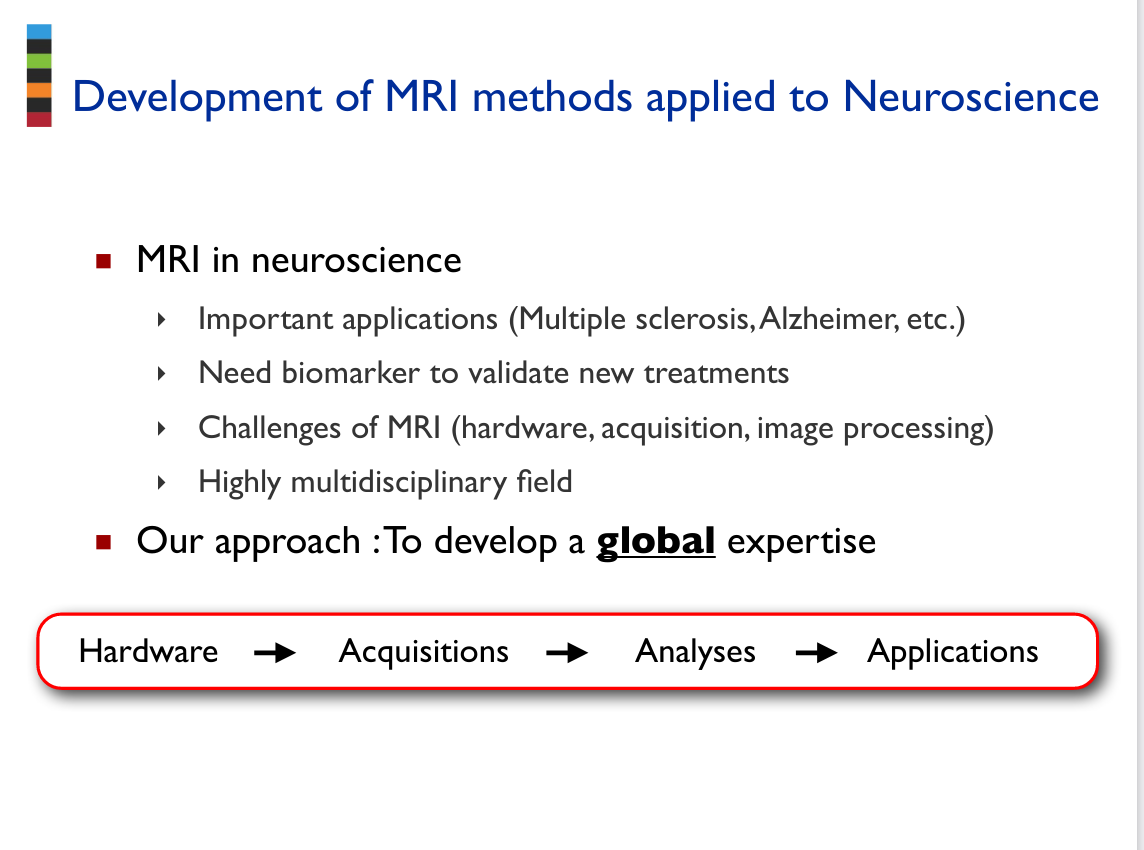 Development of MRI methods applied to Neuroscience
MRI in neuroscience
Important applications (Multiple sclerosis, Alzheimer, etc.)
Need biomarker to validate new treatments
Challenges of MRI (hardware, acquisition, image processing)
Highly multidisciplinary field
Our approach : To develop a global expertise
Hardware → Acquisitions → Analyses → Applications